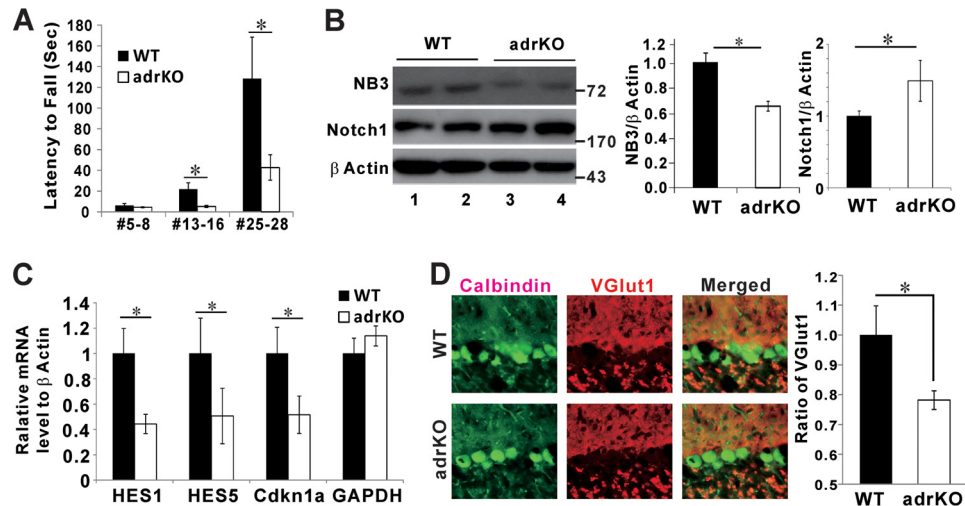 A
Latency to Fall (Sec)
180
160
140
120
100
80
60
40
20
0
WT
adrKO
*
*
#5-8
#13-16
#25-28
B
WT
adrKO
NB3
Notch1
β Actin
72
170
43
1
2
3
4
NB3/β Actin
1.2
1.0
0.8
0.6
0.4
0.2
0.0
*
WT
adrKO
Notch1/β Actin
2
1
0
*
WT
adrKO
C
Ralative mRNA
level to β Actin
1.4
1.2
1
0.8
0.6
0.4
0.2
0
WT
adrKO
*
*
*
HES1
HES5
Cdkn1a
GAPDH
D
Calbindin
VGlut1
Merged
WT
adrKO
Ratio of VGlut1
1.2
1.1
1.0
0.9
0.8
0.7
0.6
0.5
*
WT
adrKO